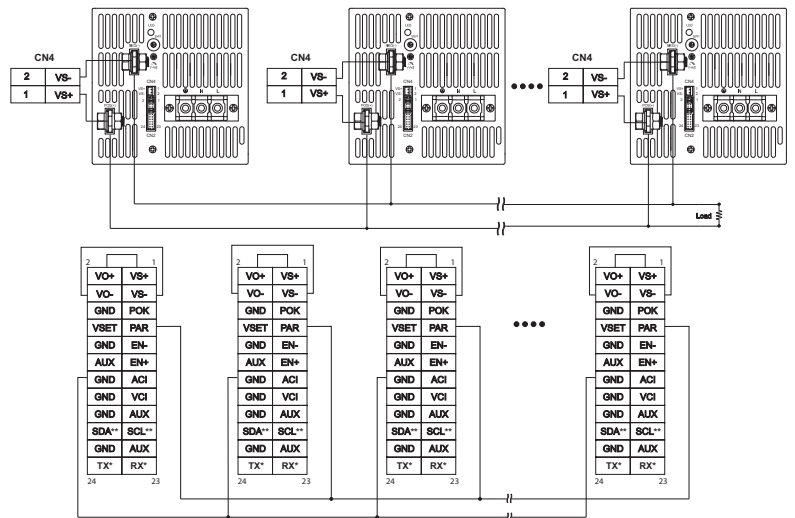 CN4
2 VS-
1 VS+
CN4
CN2
N L
CN4
2 VS-
1 VS+
CN4
CN2
N L
CN4
2 VS-
1 VS+
CN4
CN2
N L
Load
2 1
VO+ VS+
VO- VS-
GND POK
VSET PAR
GND EN-
AUX EN+
GND ACI
GND VCI
GND AUX
SDA** SCL**
GND AUX
TX* RX*
24 23
2 1
VO+ VS+
VO- VS-
GND POK
VSET PAR
GND EN-
AUX EN+
GND ACI
GND VCI
GND AUX
SDA** SCL**
GND AUX
TX* RX*
24 23
2 1
VO+ VS+
VO- VS-
GND POK
VSET PAR
GND EN-
AUX EN+
GND ACI
GND VCI
GND AUX
SDA** SCL**
GND AUX
TX* RX*
24 23
2 1
VO+ VS+
VO- VS-
GND POK
VSET PAR
GND EN-
AUX EN+
GND ACI
GND VCI
GND AUX
SDA** SCL**
GND AUX
TX* RX*
24 23